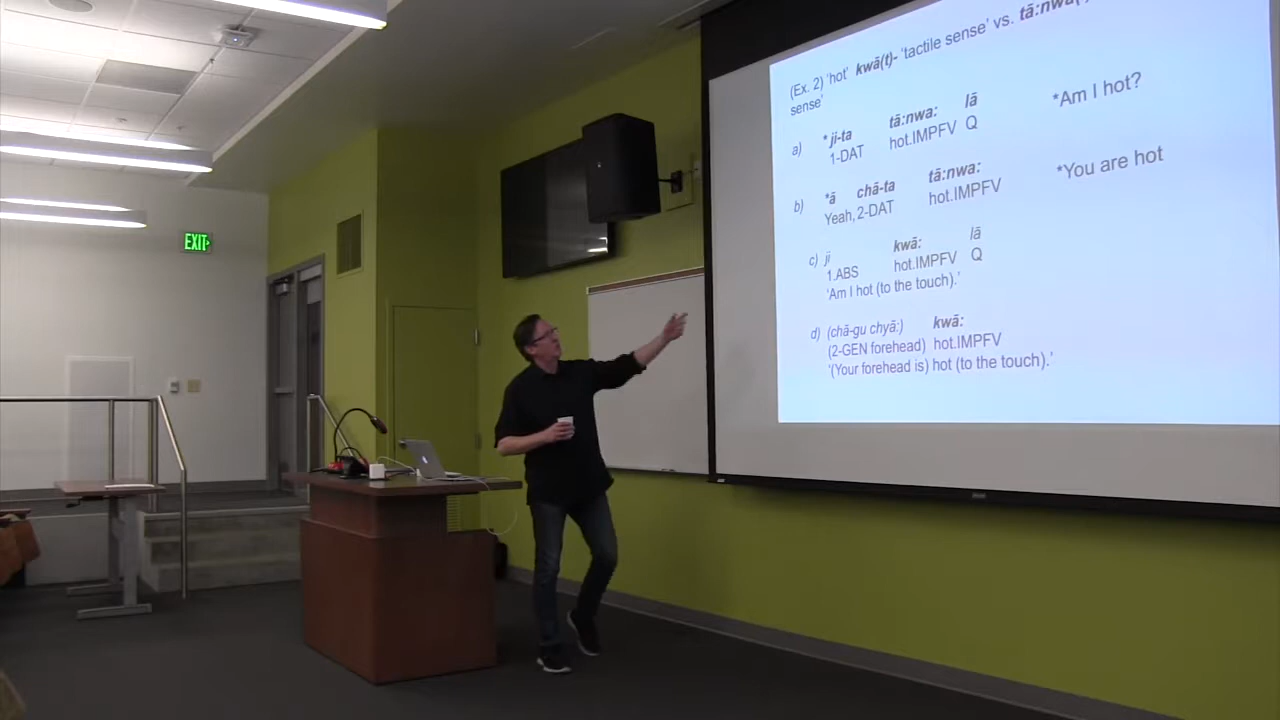 (Ex. 2) 'hot' kwā(t)- 'tactile sense' vs.
sense'
a) *ji-ta tā:nwa: lā *Am I hot?
1-DAT hot.IMPFV Q
b) *ā chā-ta tā:nwa: *You are hot
Yeah, 2-DAT hot.IMPFV
c) ji kwā: lā
1.ABS hot.IMPFV Q
'Am I hot (to the touch).'
d) (chā-gu chyā:) kwā:
(2-GEN forehead) hot.IMPFV
'(Your forehead is) hot (to the touch).'
EXIT